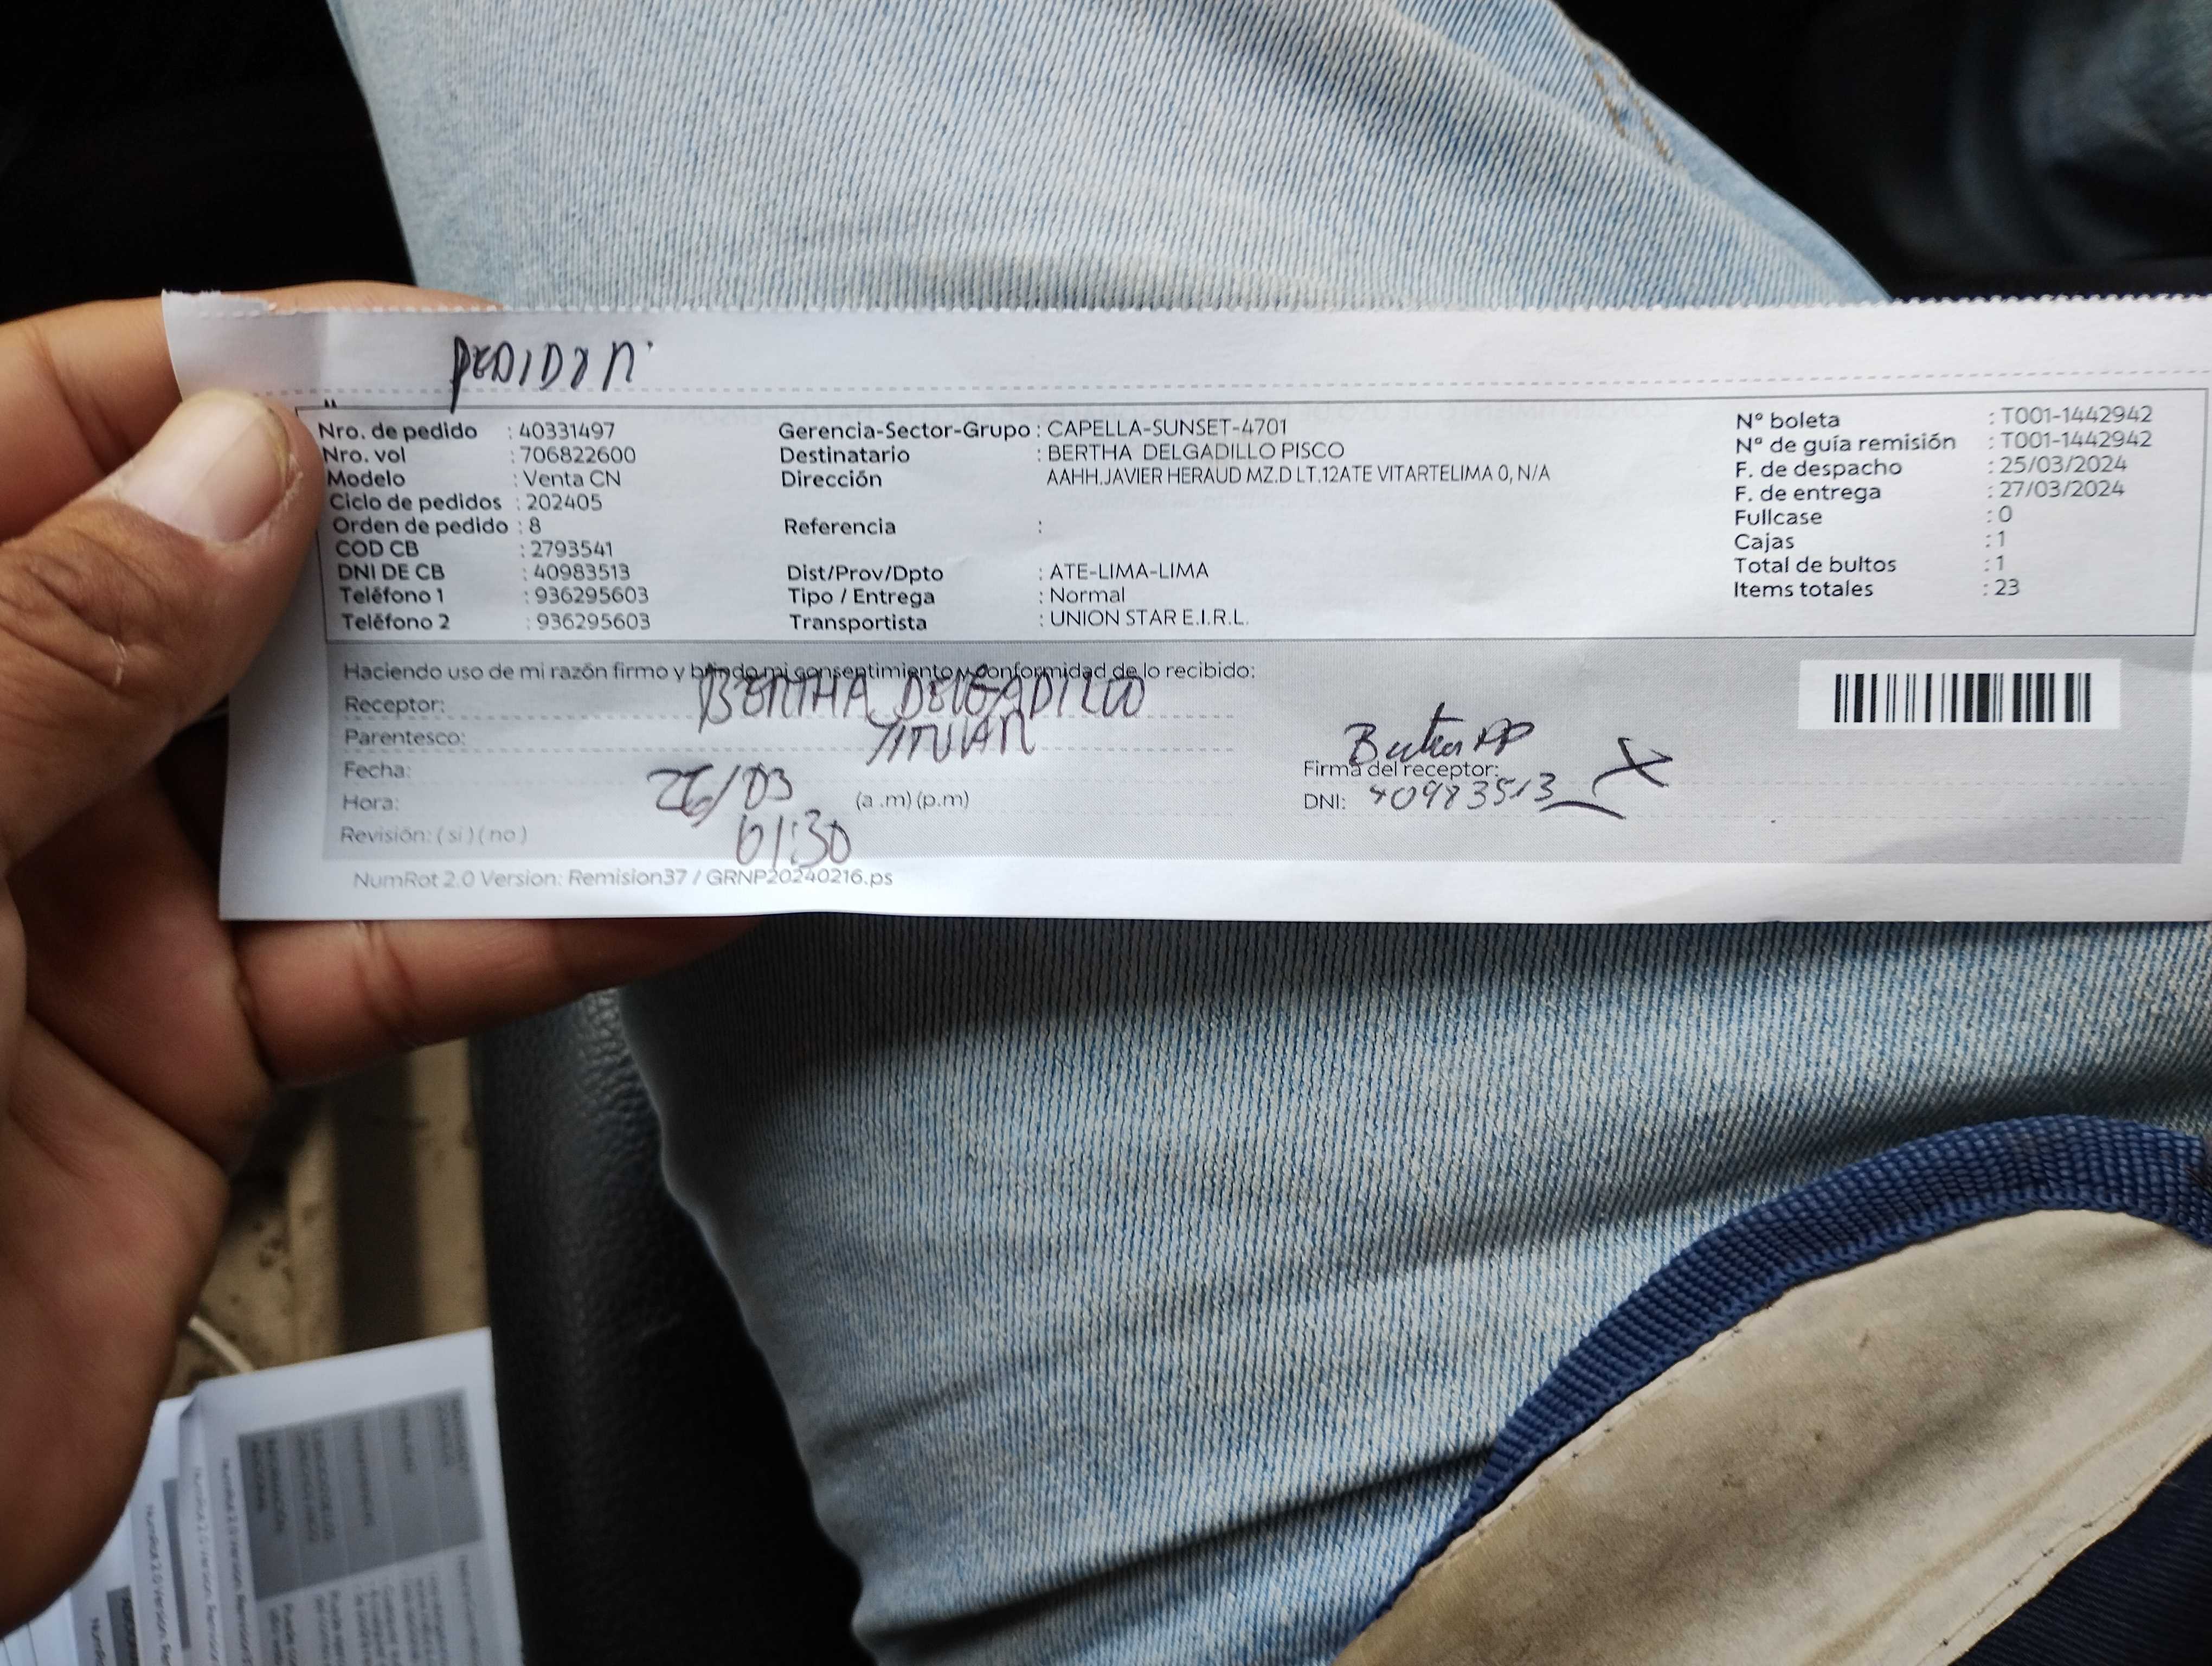 PEDIDO N°
Nro. de pedido : 40331497
Nro. vol : 706822600
Modelo : Venta CN
Ciclo de pedidos : 202405
Orden de pedido : 8
COD CB : 2793541
DNI DE CB : 40983513
Teléfono 1 : 936295603
Teléfono 2 : 936295603
Gerencia-Sector-Grupo : CAPELLA-SUNSET-4701
Destinatario : BERTHA DELGADILLO PISCO
Dirección AAHH.JAVIER HERAUD MZ.D LT.12ATE VITARTELIMA 0, N/A
Referencia :
Dist/Prov/Dpto : ATE-LIMA-LIMA
Tipo / Entrega : Normal
Transportista : UNION STAR E.I.R.L.
Nº boleta : T001-1442942
Nº de guía remisión : T001-1442942
F. de despacho : 25/03/2024
F. de entrega : 27/03/2024
Fullcase : 0
Cajas : 1
Total de bultos : 1
Items totales : 23
Haciendo uso de mi razón firmo y brindo mi consentimiento y conformidad de lo recibido:
Receptor: BERTHA DELGADILLO
Parentesco: TITULAR
Fecha: 26/03
Hora: 01:30 (a .m) (p.m)
Revisión: ( si ) ( no )
Firma del receptor:
DNI: 40983513
NumRot 2.0 Version: Remision37 / GRNP20240216.ps